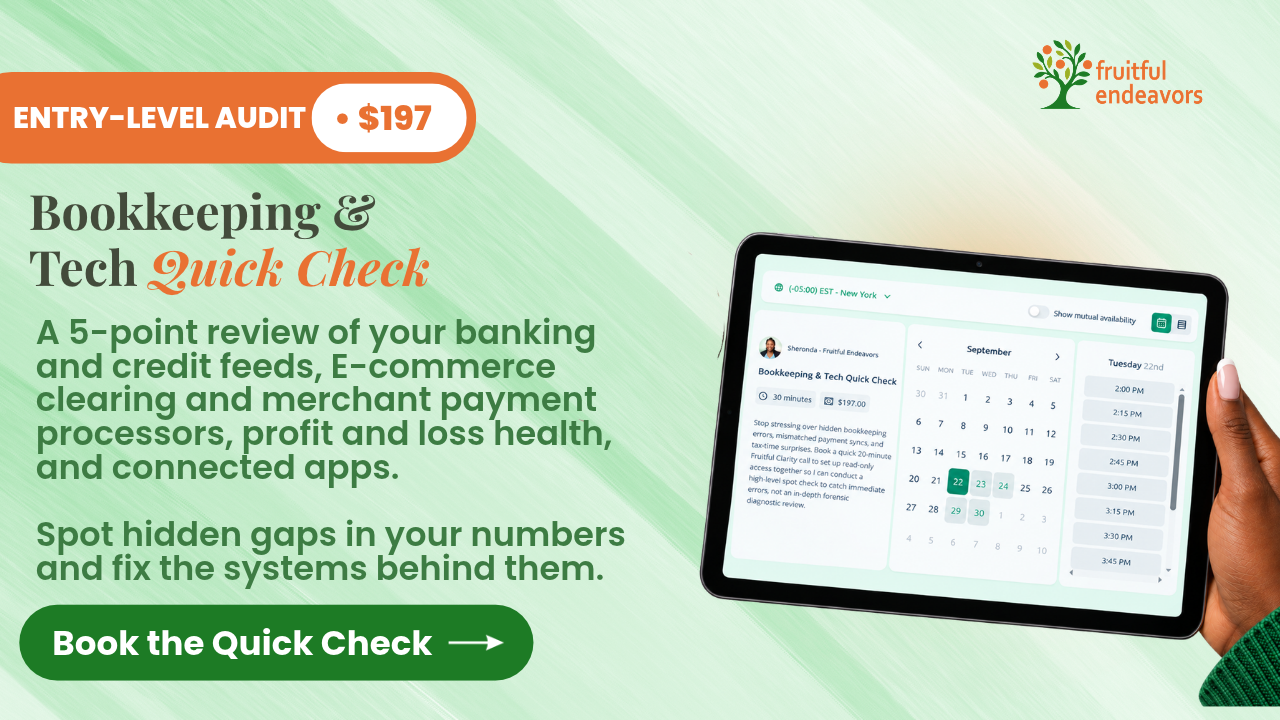 fruitful
endeavors
ENTRY-LEVEL AUDIT • $197
Bookkeeping &
Tech Quick Check
A 5-point review of your banking
and credit feeds, E-commerce
clearing and merchant payment
processors, profit and loss health,
and connected apps.
Spot hidden gaps in your numbers
and fix the systems behind them.
Book the Quick Check
(-05:00) EST - New York
Show mutual availability
Sheronda - Fruitful Endeavors
Bookkeeping & Tech Quick Check
30 minutes $197.00
Stop stressing over hidden bookkeeping
errors, mismatched payment syncs, and
tax-time surprises. Book a quick 20-minute
Fruitful Clarity call to set up read-only
access together so I can conduct a
high-level spot check to catch immediate
errors, not an in-depth forensic
diagnostic review.
September
SUN MON TUE WED THU FRI SAT
30 31 1 2 3 4 5
6 7 8 9 10 11 12
13 14 15 16 17 18 19
20 21 22 23 24 25 26
27 28 29 30 1 2 3
4 5 6 7 8 9 10
Tuesday 22nd
2:00 PM
2:15 PM
2:30 PM
2:45 PM
3:00 PM
3:15 PM
3:30 PM
3:45 PM